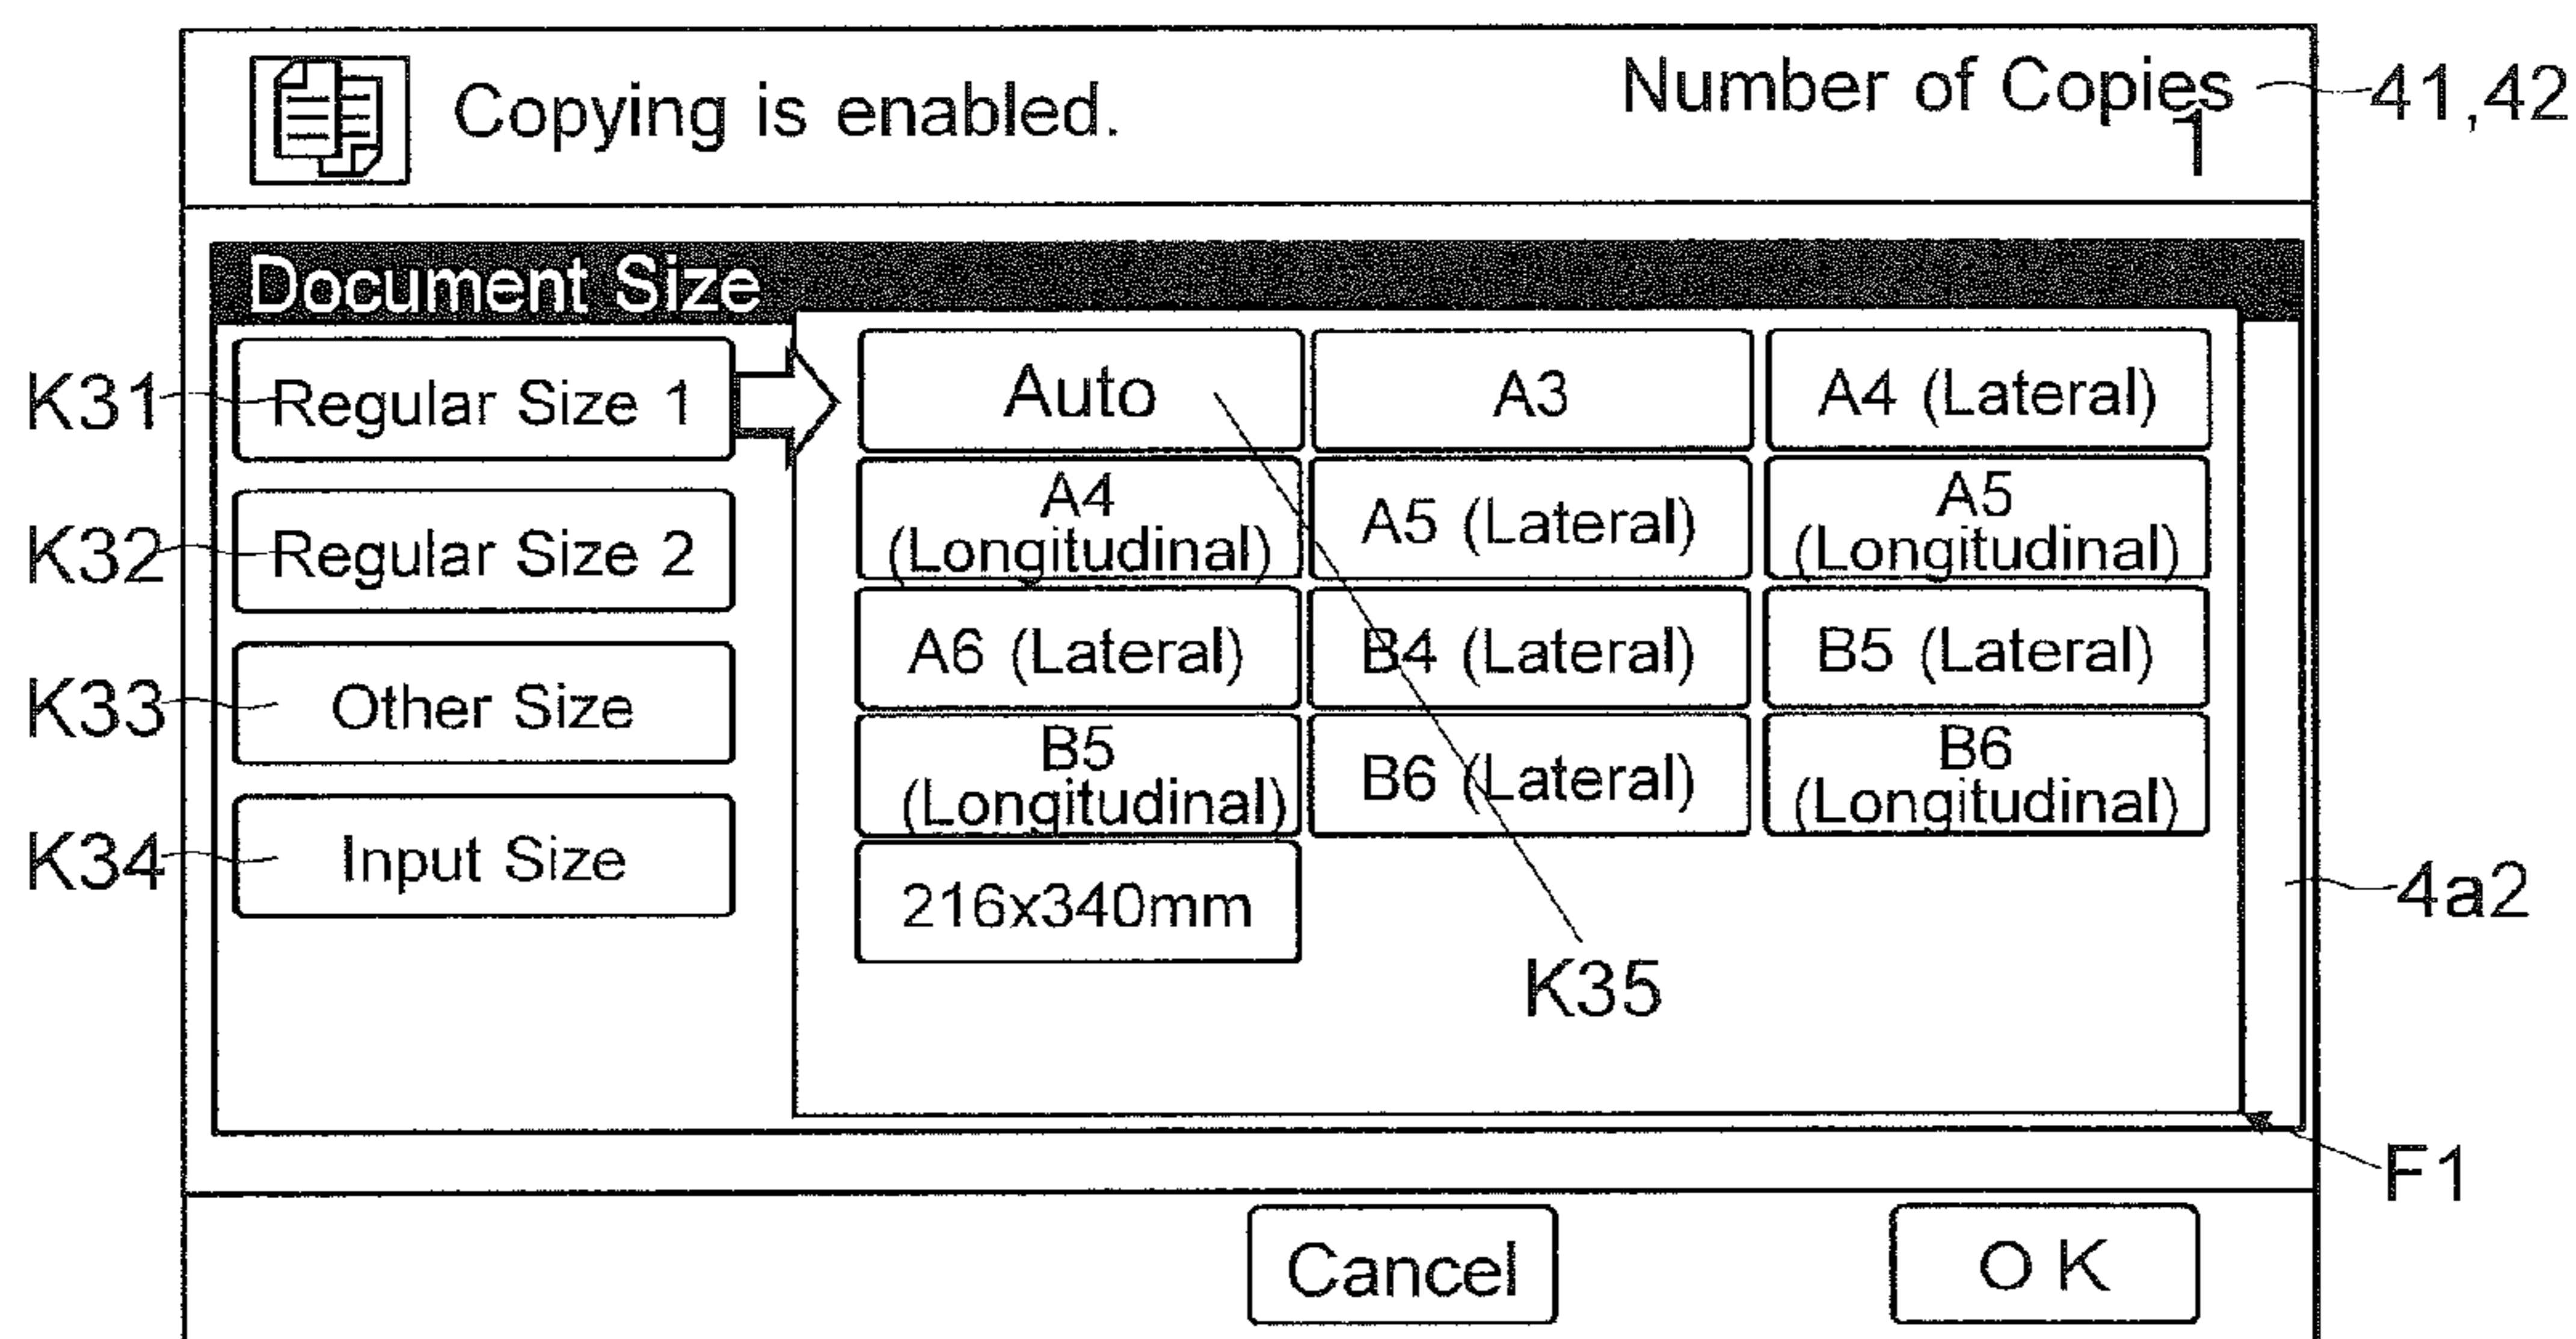 Copying is enabled.
Number of Copies
1
41,42
Document Size
K31
Regular Size 1
Auto
A3
A4 (Lateral)
K32
Regular Size 2
A4
(Longitudinal)
A5 (Lateral)
A5
(Longitudinal)
K33
Other Size
A6 (Lateral)
B4 (Lateral)
B5 (Lateral)
K34
Input Size
B5
(Longitudinal)
B6 (Lateral)
B6
(Longitudinal)
216x340mm
4a2
K35
F1
Cancel
OK